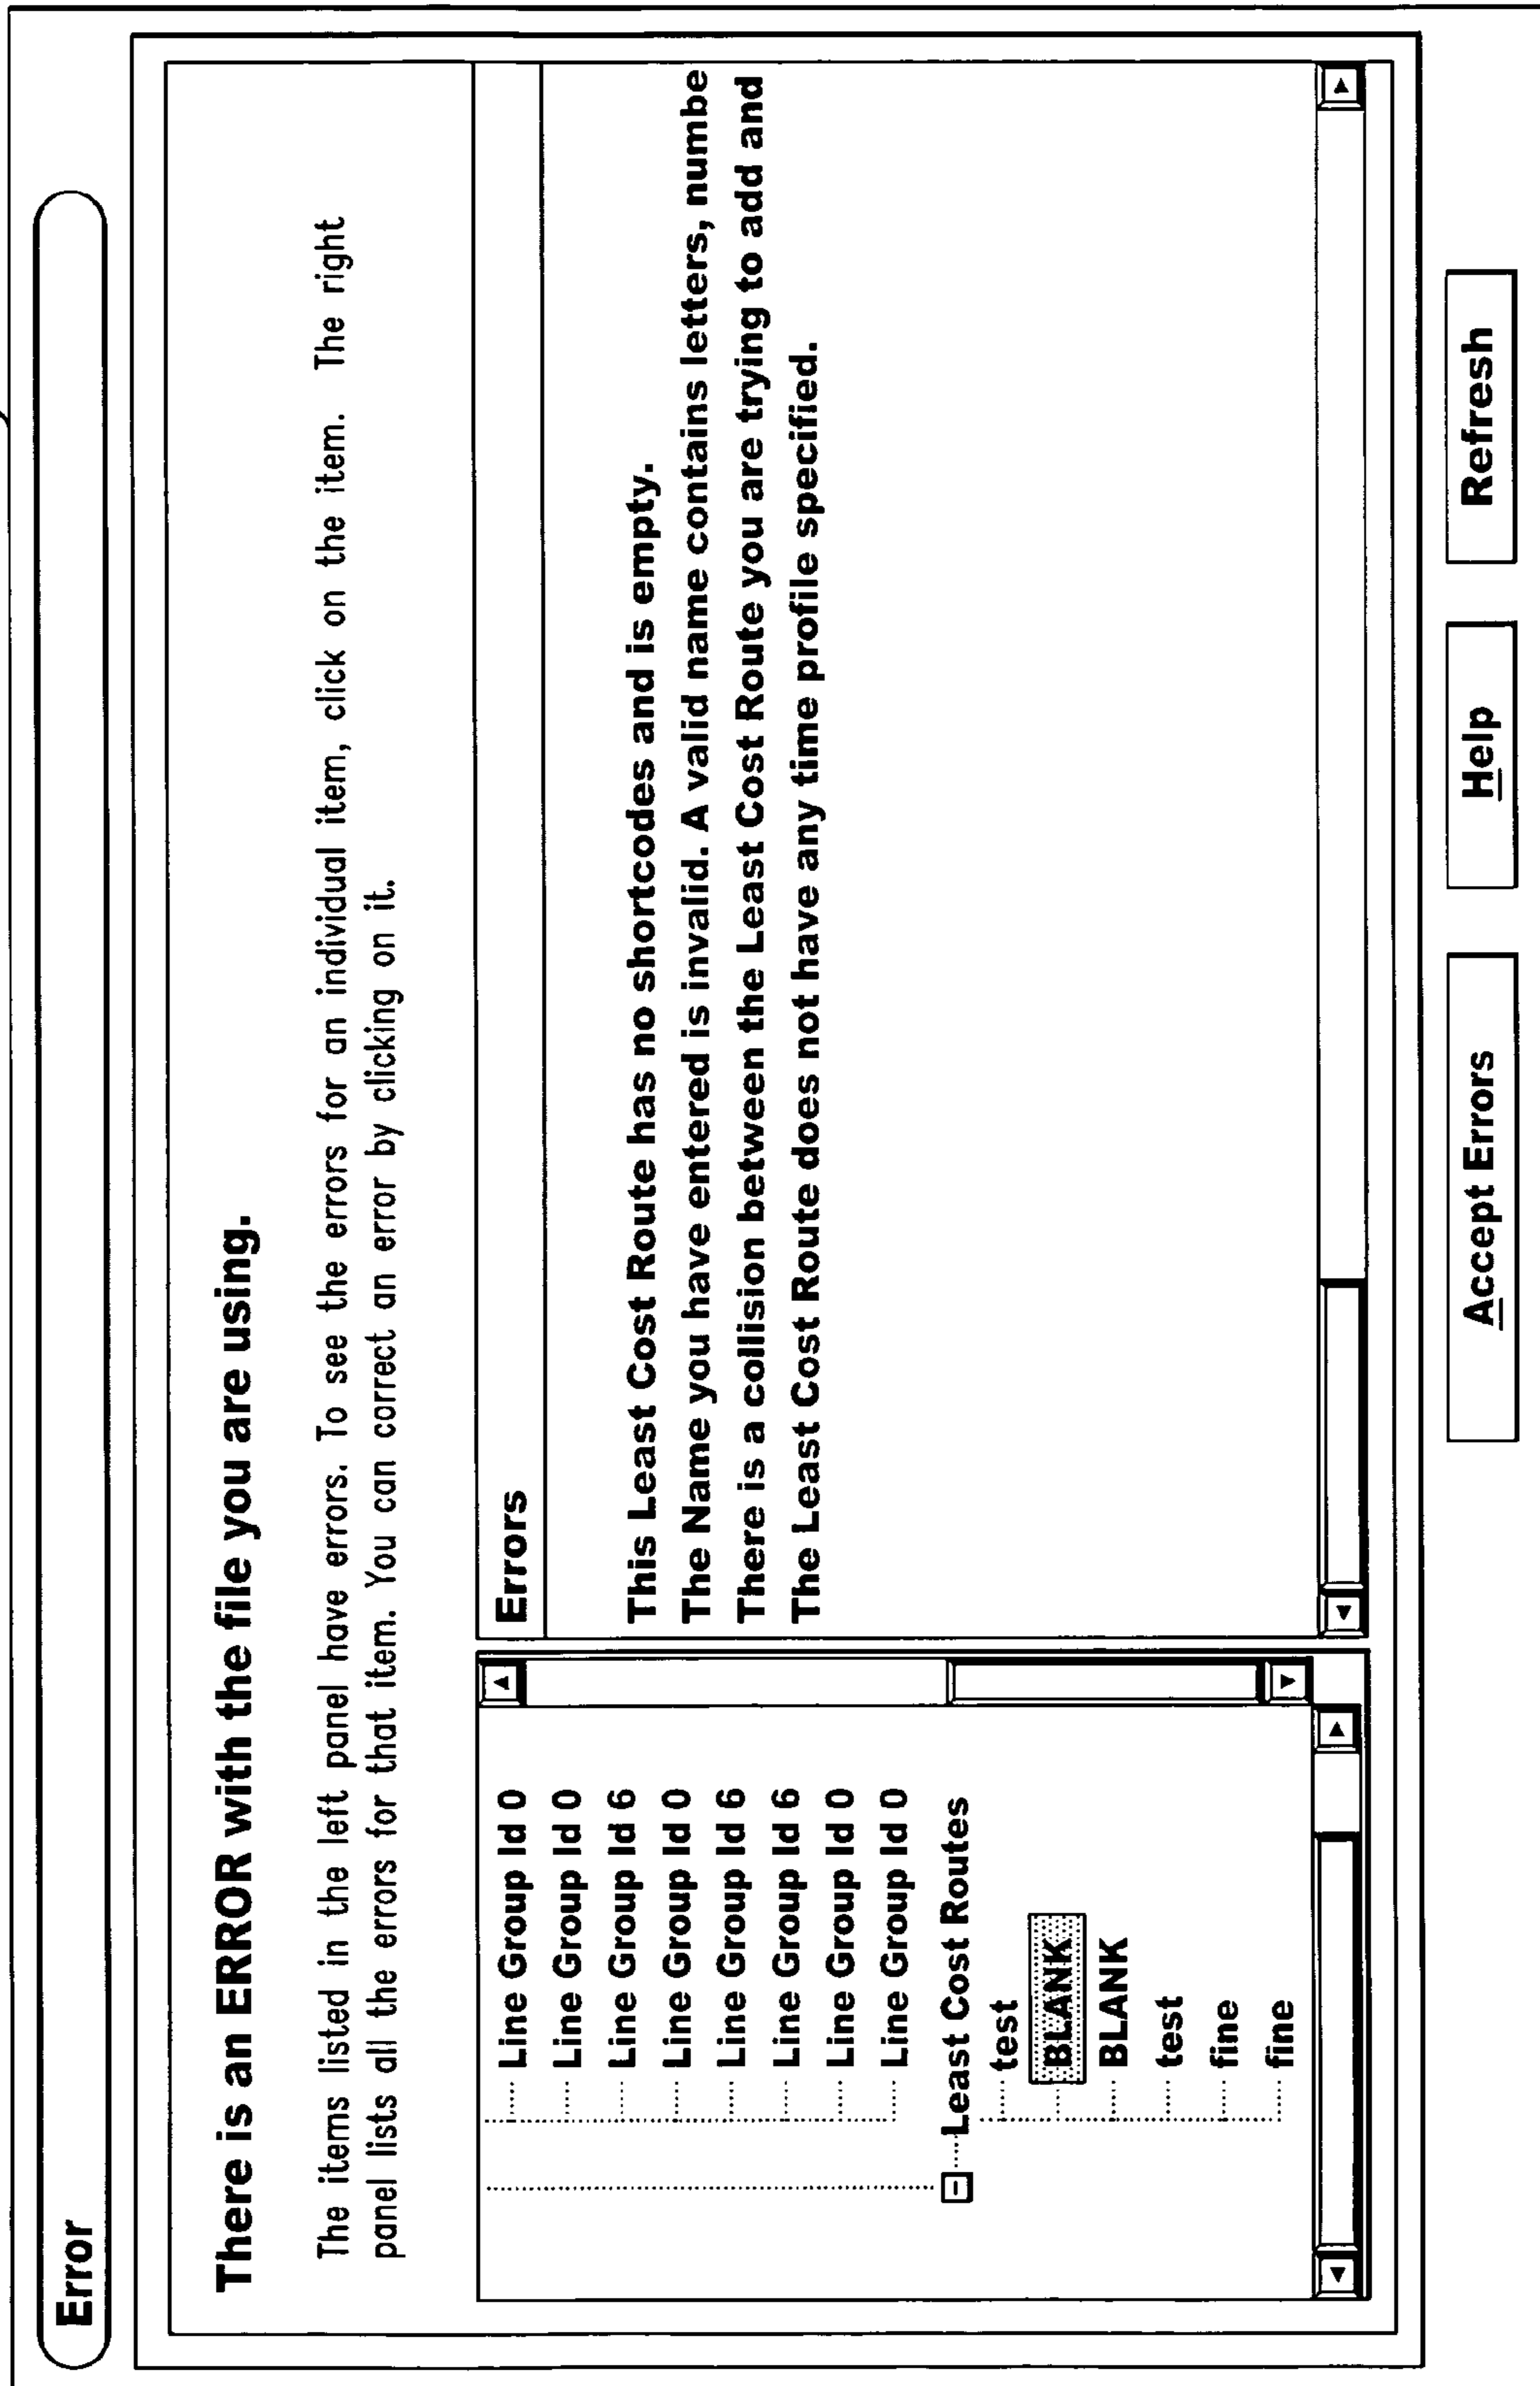 Error
There is an ERROR with the file you are using.
The items listed in the left panel have errors. To see the errors for an individual item, click on the item. The right
panel lists all the errors for that item. You can correct an error by clicking on it.
Line Group Id 0
Line Group Id 0
Line Group Id 6
Line Group Id 0
Line Group Id 6
Line Group Id 6
Line Group Id 0
Line Group Id 0
Least Cost Routes
test
BLANK
BLANK
test
fine
fine
Errors
This Least Cost Route has no shortcodes and is empty.
The Name you have entered is invalid. A valid name contains letters, numbe
There is a collision between the Least Cost Route you are trying to add and
The Least Cost Route does not have any time profile specified.
Accept Errors
Help
Refresh